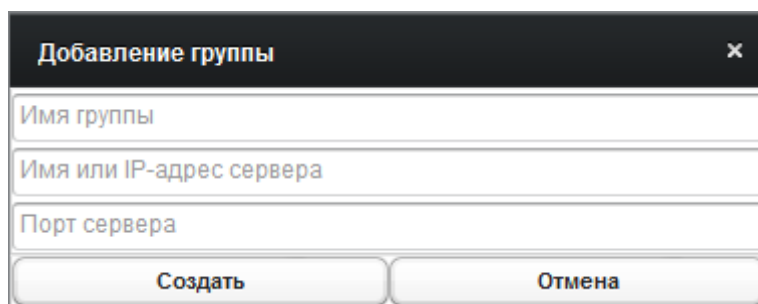 Добавление группы ×
Имя группы
Имя или IP-адрес сервера
Порт сервера
Создать Отмена